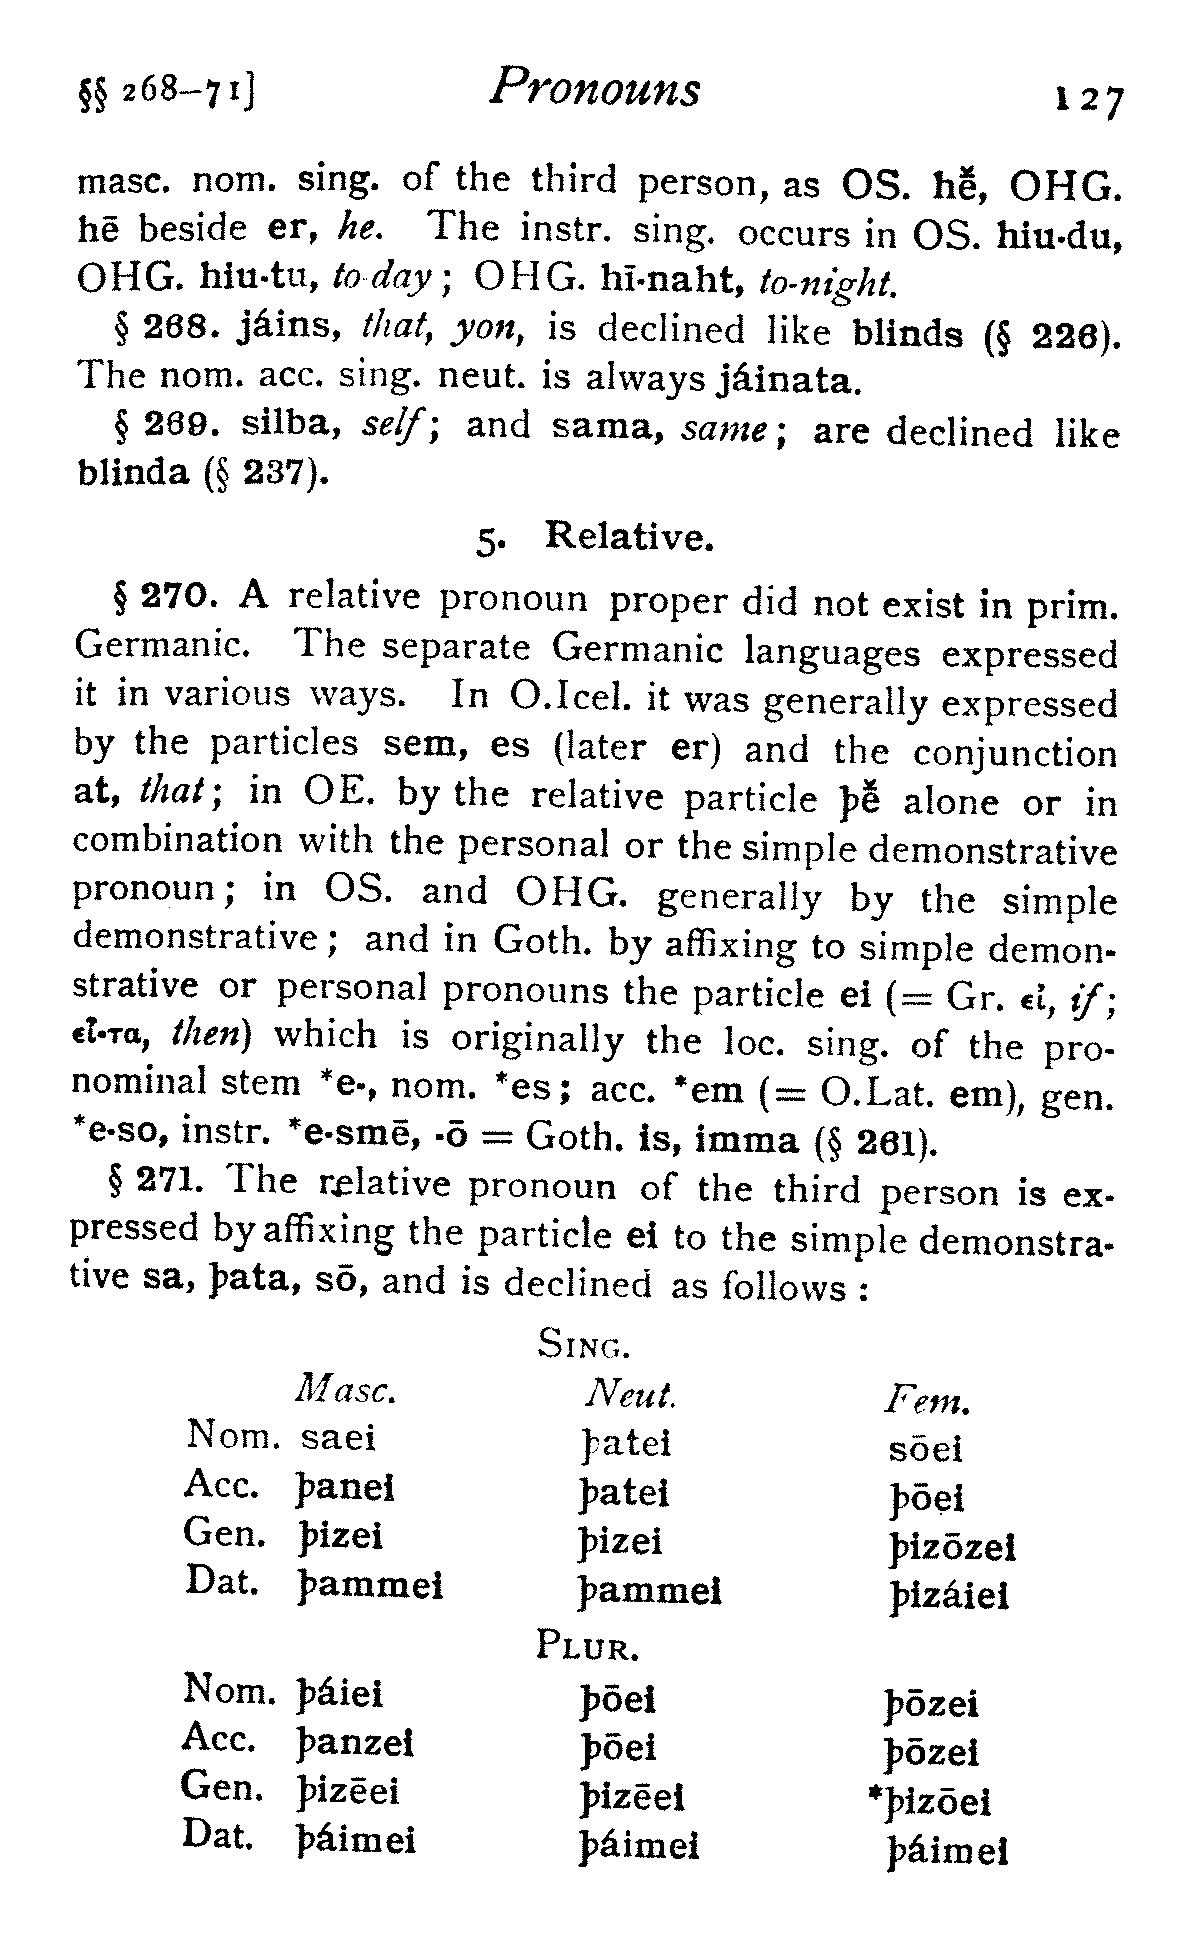 §§ 268–71] Pronouns 127
masc. nom. sing. of the third person, as OS. hē̆, OHG.
hē beside er, he. The instr. sing. occurs in OS. hiu·du,
OHG. hiu·tu, to-day; OHG. hī·naht, to-night.
§ 268. jáins, that, yon, is declined like blinds (§ 226).
The nom. acc. sing. neut. is always jáinata.
§ 269. silba, self; and sama, same; are declined like
blinda (§ 237).
5. Relative.
§ 270. A relative pronoun proper did not exist in prim.
Germanic. The separate Germanic languages expressed
it in various ways. In O.Icel. it was generally expressed
by the particles sem, es (later er) and the conjunction
at, that; in OE. by the relative particle þē̆ alone or in
combination with the personal or the simple demonstrative
pronoun; in OS. and OHG. generally by the simple
demonstrative; and in Goth. by affixing to simple demon-
strative or personal pronouns the particle ei (= Gr. εἰ, if;
εἶ·τα, then) which is originally the loc. sing. of the pro-
nominal stem *e-, nom. *es; acc. *em (= O.Lat. em), gen.
*e·so, instr. *e·smē, -ō = Goth. is, imma (§ 261).
§ 271. The relative pronoun of the third person is ex-
pressed by affixing the particle ei to the simple demonstra-
tive sa, þata, sō, and is declined as follows :
SING.
Masc. Neut. Fem.
Nom. saei þatei sōei
Acc. þanei þatei þōei
Gen. þizei þizei þizōzei
Dat. þammei þammei þizáiei
PLUR.
Nom. þáiei þōei þōzei
Acc. þanzei þōei þōzei
Gen. þizēei þizēei *þizōei
Dat. þáimei þáimei þáimei